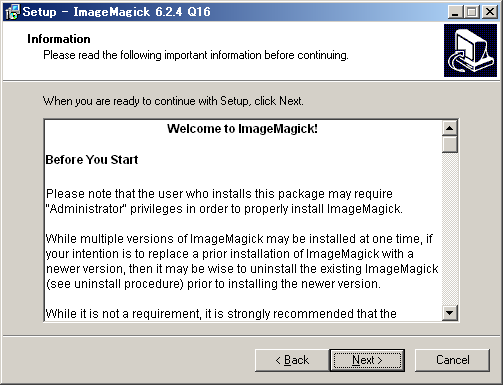 Setup - ImageMagick 6.2.4 Q16
Information
Please read the following important information before continuing.
When you are ready to continue with Setup, click Next.
Welcome to ImageMagick!
Before You Start
Please note that the user who installs this package may require
"Administrator" privileges in order to properly install ImageMagick.
While multiple versions of ImageMagick may be installed at one time, if
your intention is to replace a prior installation of ImageMagick with a
newer version, then it may be wise to uninstall the existing ImageMagick
(see uninstall procedure) prior to installing the newer version.
While it is not a requirement, it is strongly recommended that the
< Back
Next >
Cancel